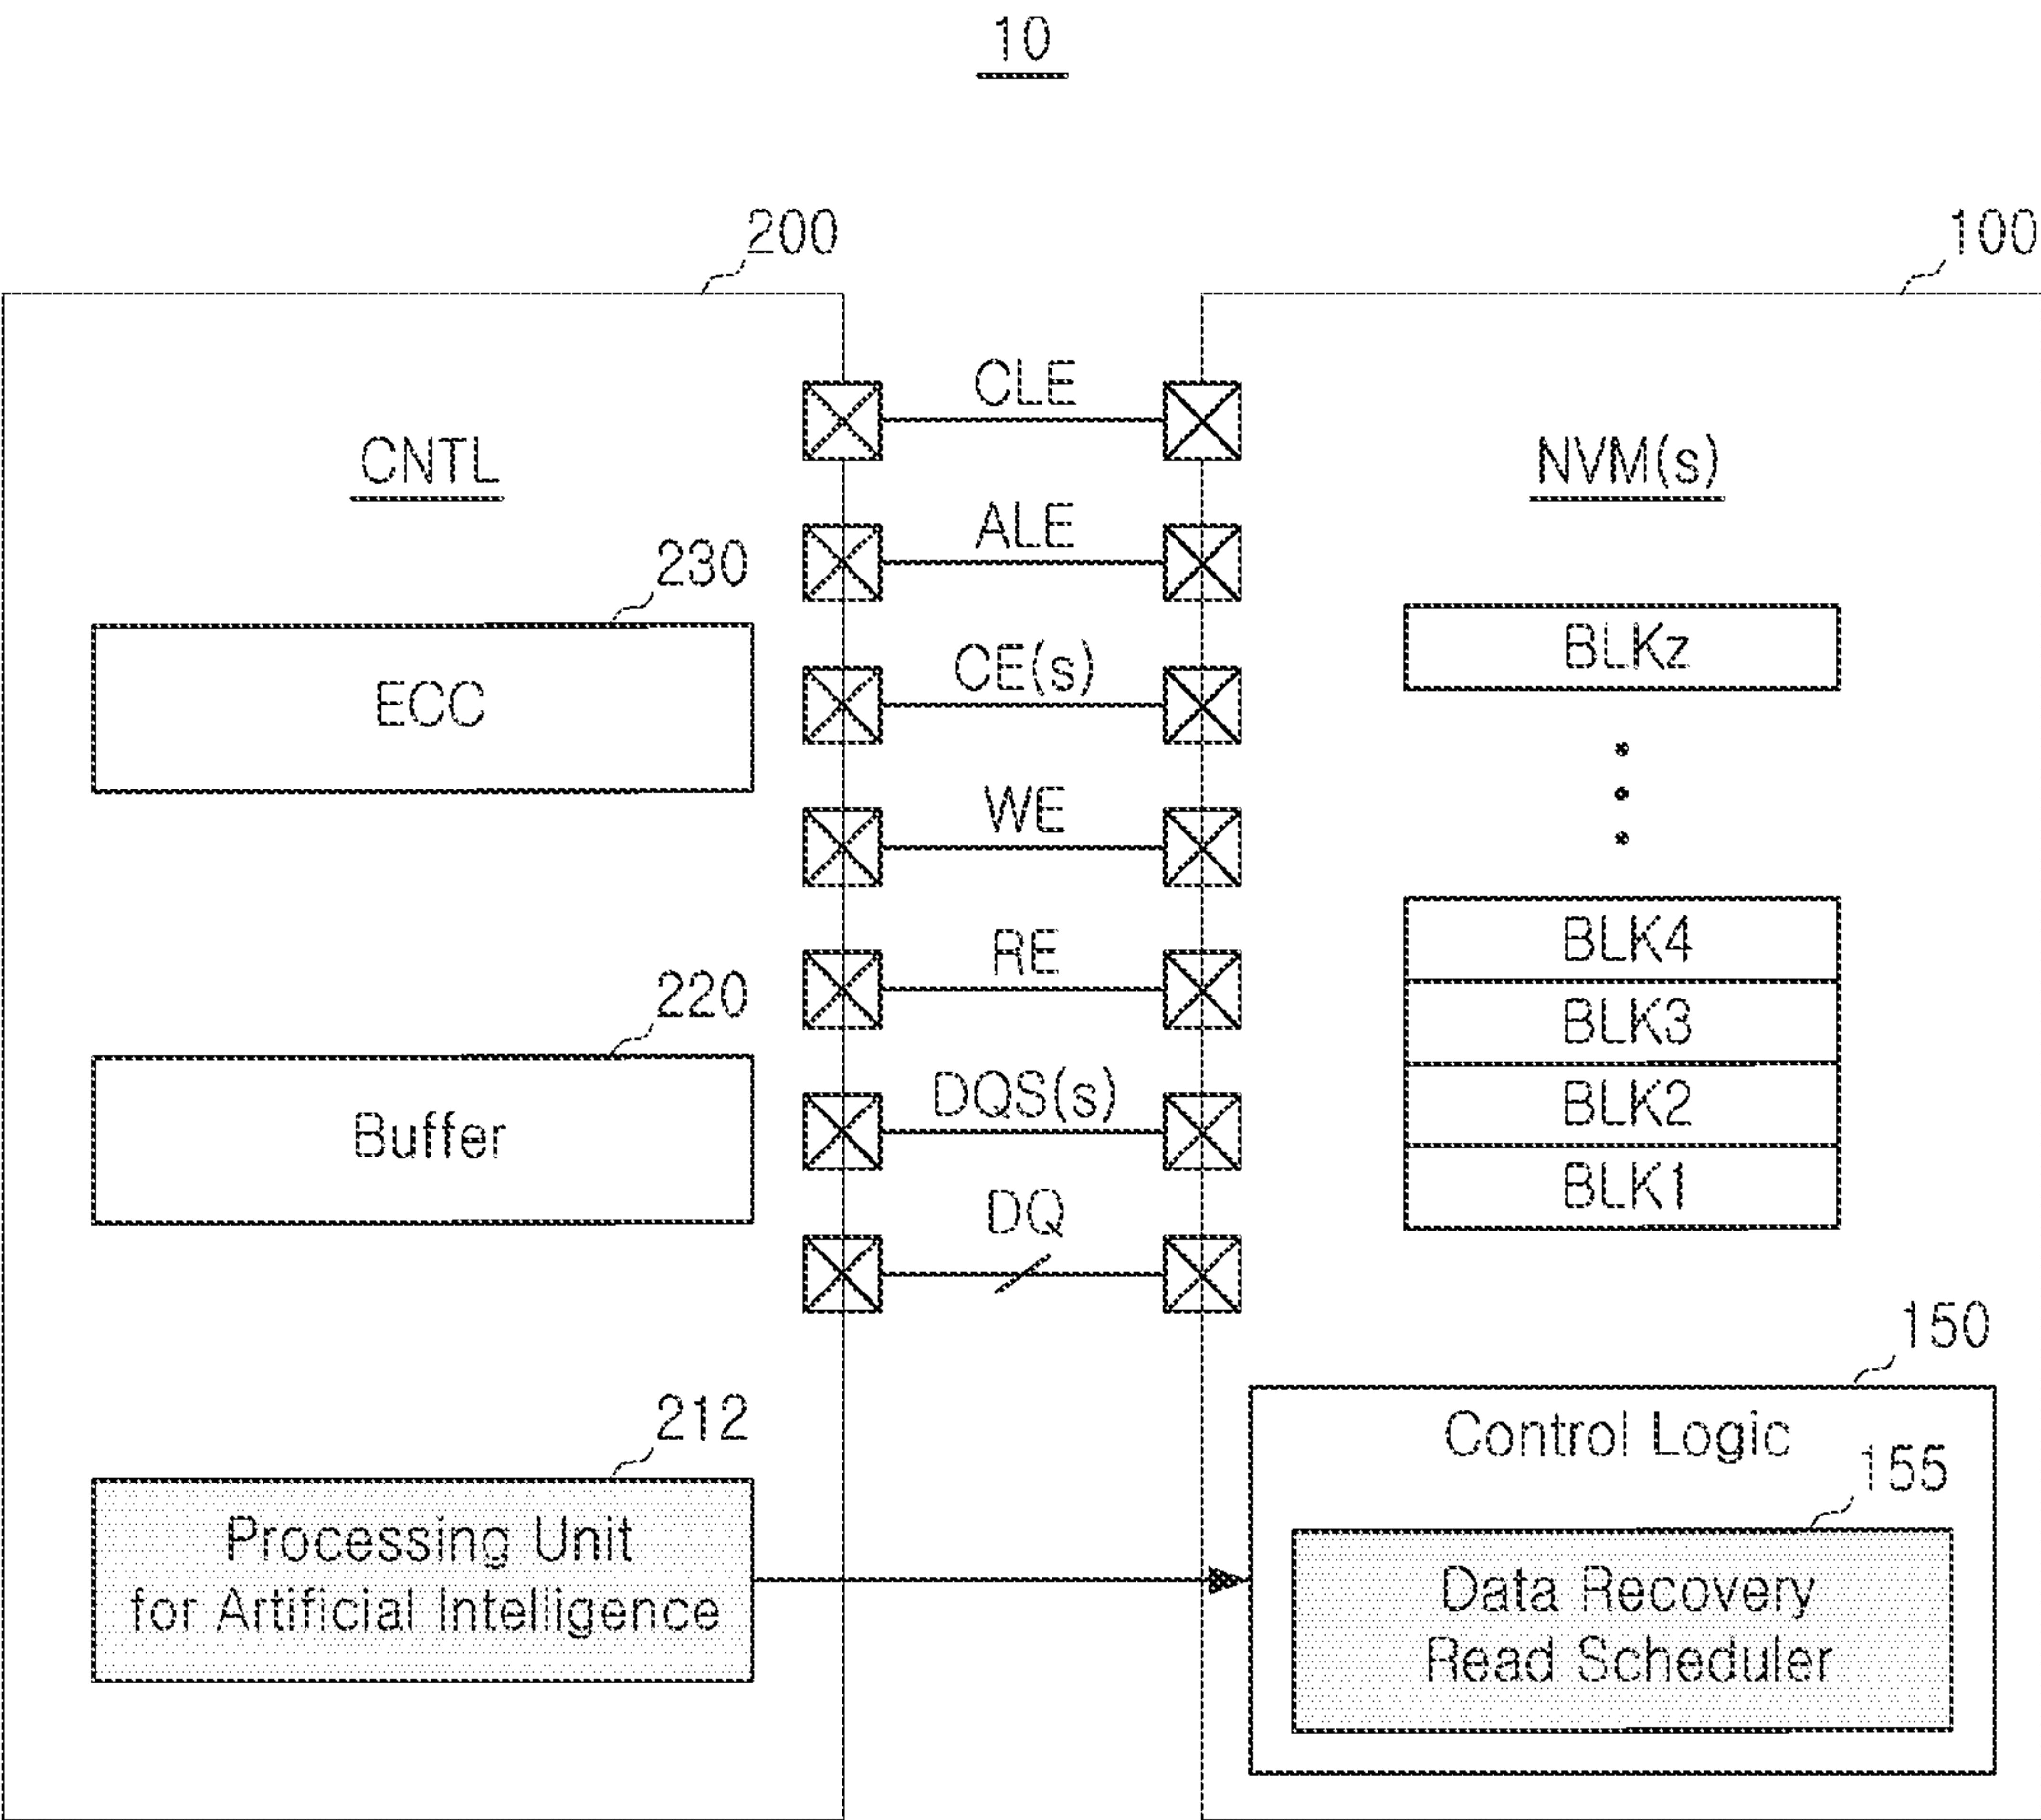 10
200
100
CLE
CNTL
NVM(s)
ALE
230
ECC
CE(s)
BLKz
WE
RE
BLK4
220
BLK3
Buffer
DQS(s)
BLK2
BLK1
DQ
150
Control Logic
212
155
Processing Unit
for Artificial Intelligence
Data Recovery
Read Scheduler